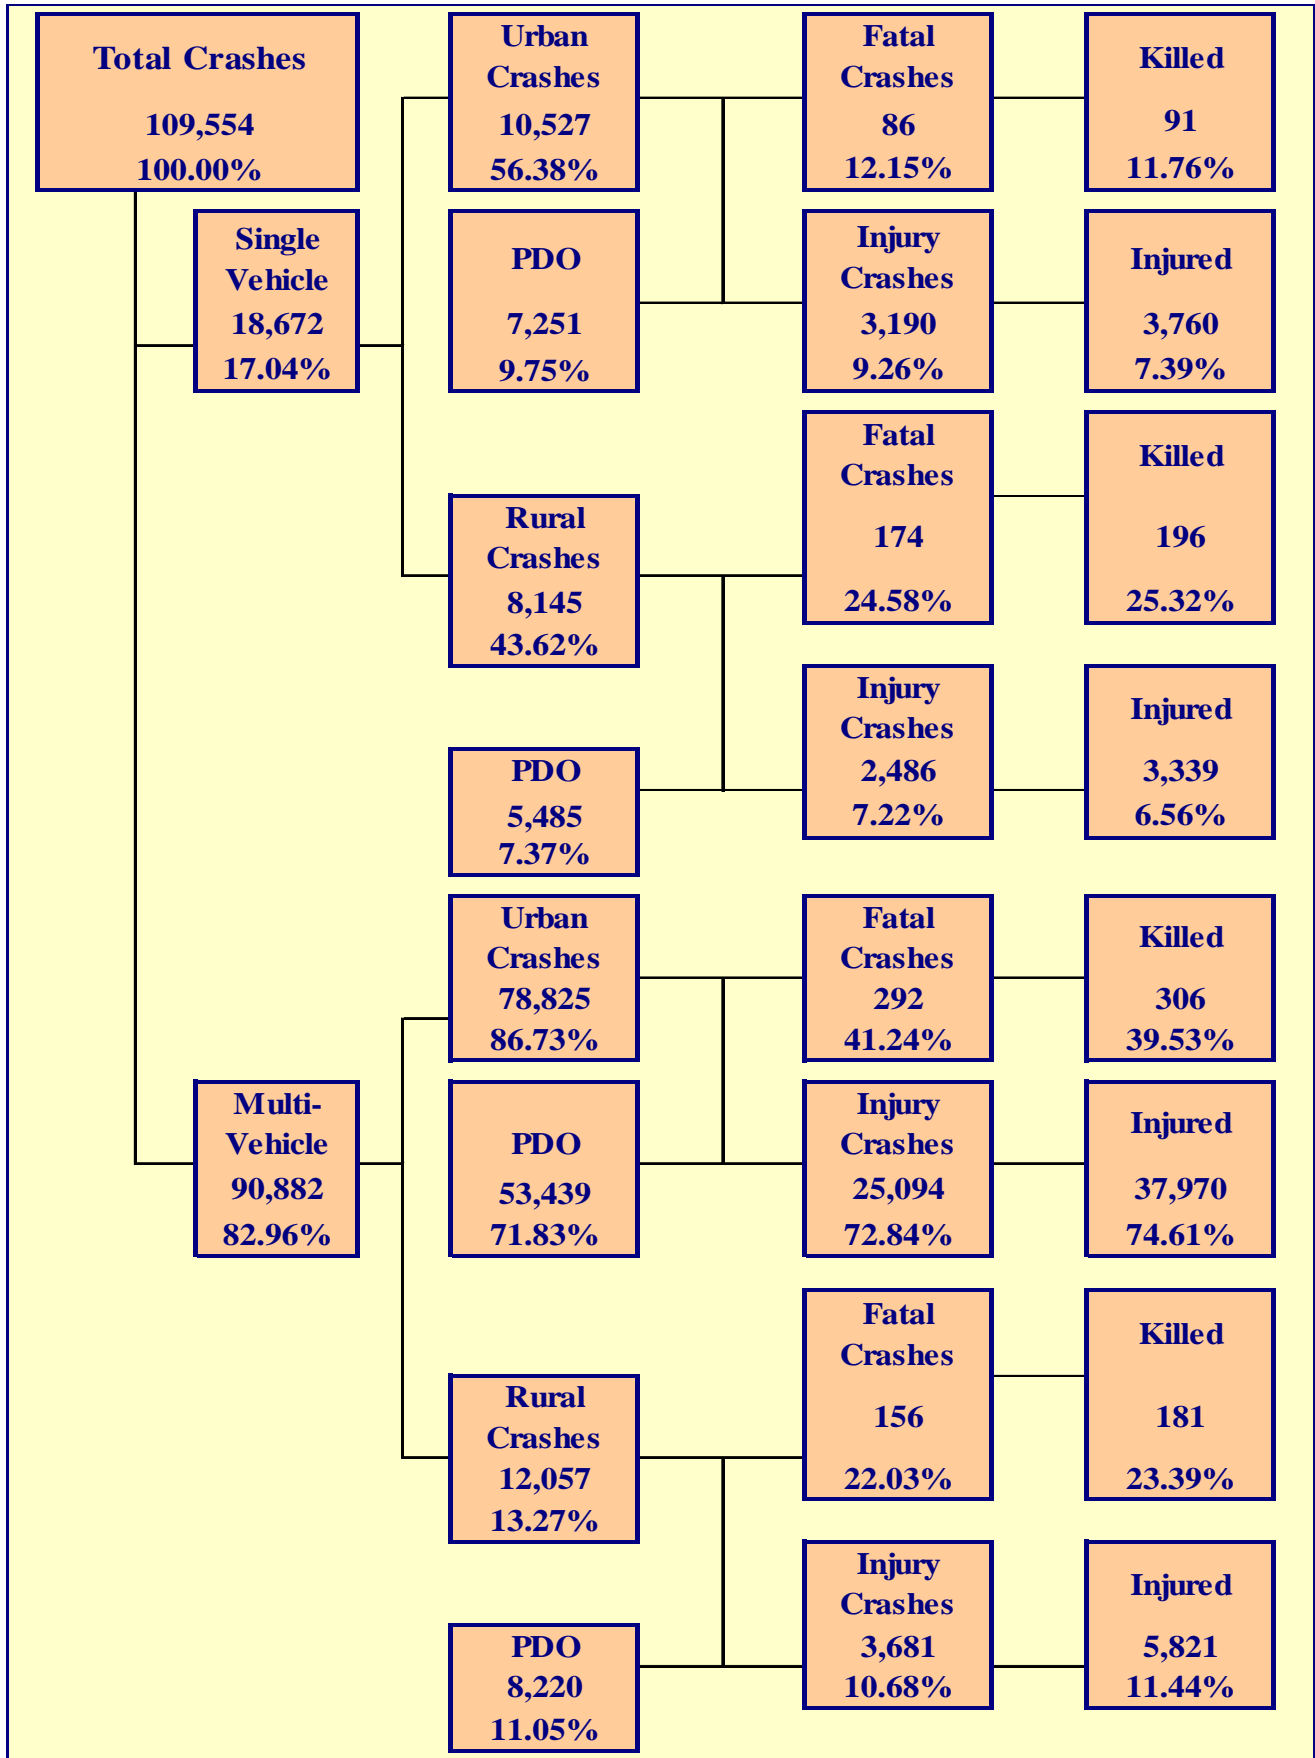 Total Crashes
109,554
100.00%
Single
Vehicle
18,672
17.04%
Urban
Crashes
10,527
56.38%
Fatal
Crashes
86
12.15%
Killed
91
11.76%
PDO
7,251
9.75%
Injury
Crashes
3,190
9.26%
Injured
3,760
7.39%
Rural
Crashes
8,145
43.62%
Fatal
Crashes
174
24.58%
Killed
196
25.32%
PDO
5,485
7.37%
Injury
Crashes
2,486
7.22%
Injured
3,339
6.56%
Multi-
Vehicle
90,882
82.96%
Urban
Crashes
78,825
86.73%
Fatal
Crashes
292
41.24%
Killed
306
39.53%
PDO
53,439
71.83%
Injury
Crashes
25,094
72.84%
Injured
37,970
74.61%
Rural
Crashes
12,057
13.27%
Fatal
Crashes
156
22.03%
Killed
181
23.39%
PDO
8,220
11.05%
Injury
Crashes
3,681
10.68%
Injured
5,821
11.44%